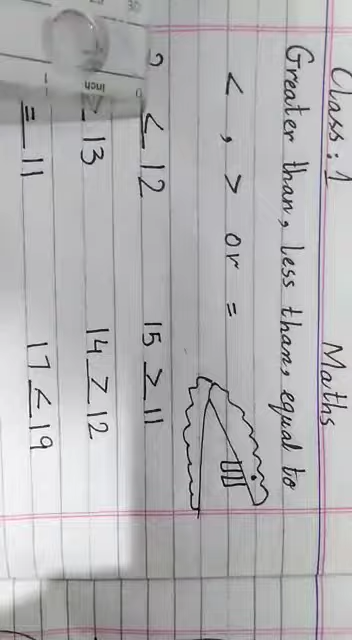 Class: 1 Maths
Greater than, less than, equal to
< , > or =
< 12 15 > 11
> 13 14 > 12
= 11 17 < 19
inch